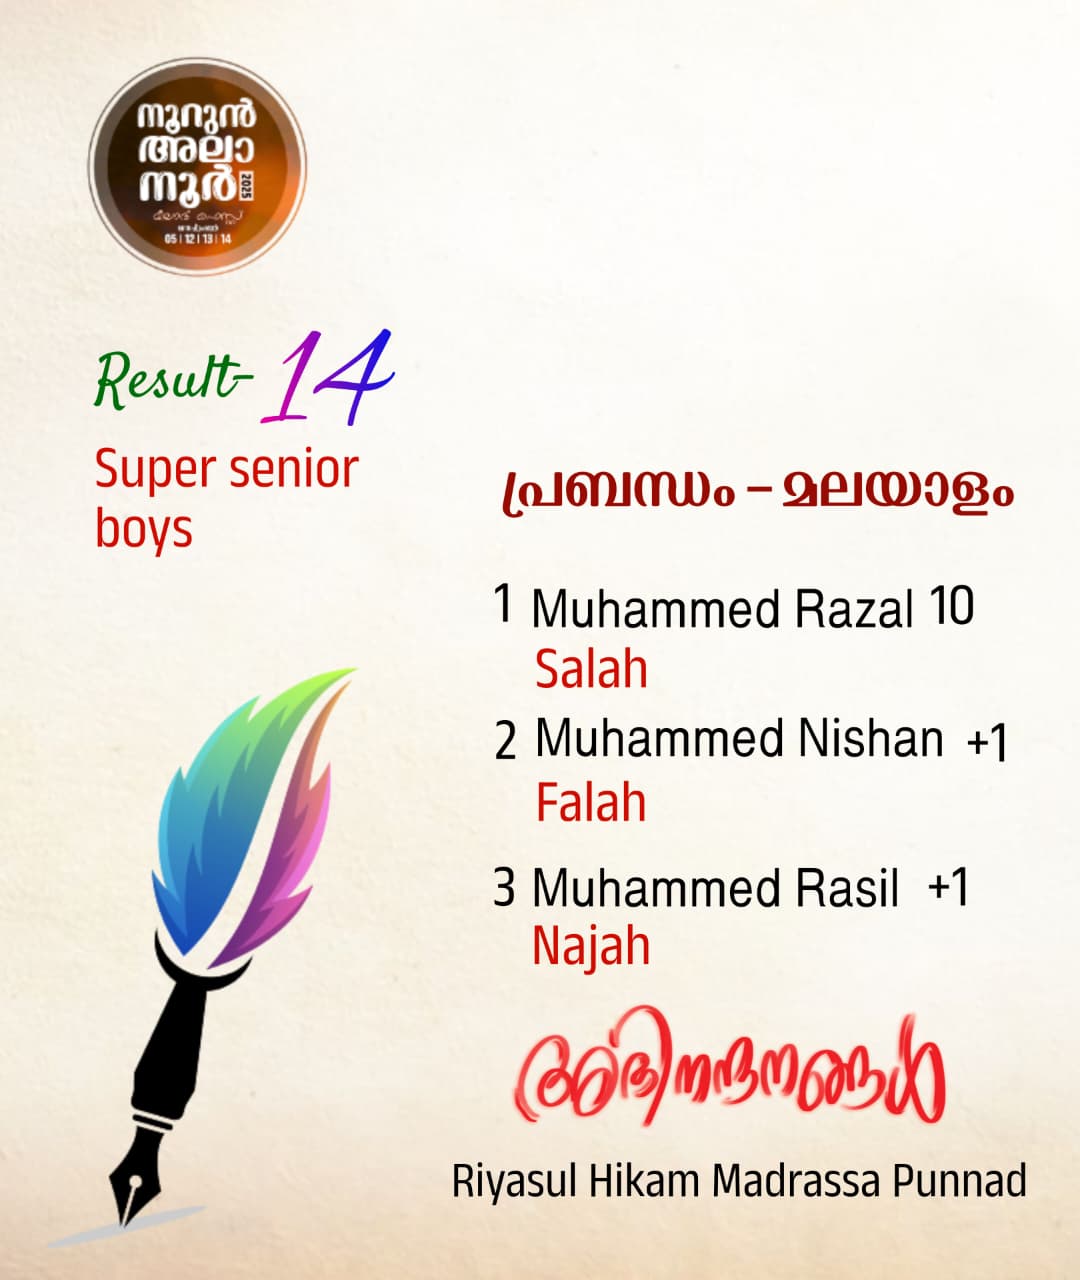 നൂറുൻ
അലാ
നൂർ 2025
05 | 12 | 13 | 14
Result- 14
Super senior
boys
പ്രബന്ധം – മലയാളം
1 Muhammed Razal 10
Salah
2 Muhammed Nishan +1
Falah
3 Muhammed Rasil +1
Najah
അഭിനന്ദനങ്ങൾ
Riyasul Hikam Madrassa Punnad